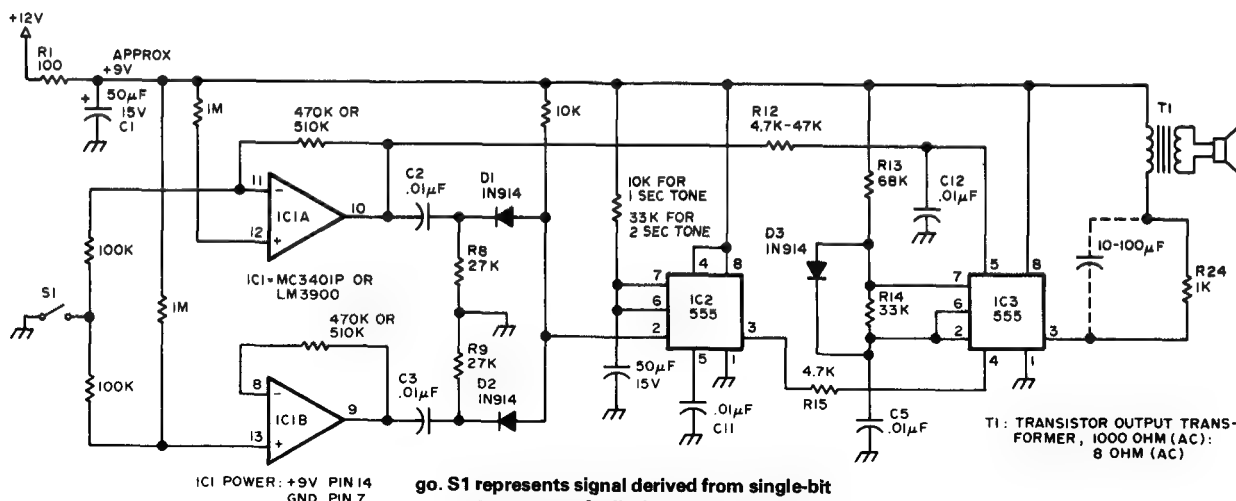 +12V
R1
100
APPROX
+9V
50µF
15V
C1
1M
470K OR
510K
11
-
IC1A
10
12
+
IC1 = MC3401P OR
LM3900
100K
S1
100K
1M
470K OR
510K
8
-
IC1B
9
13
+
IC1 POWER: +9V PIN 14
GND PIN 7
C2
.01µF
D1
1N914
R8
27K
R9
27K
C3
.01µF
D2
1N914
10K
10K FOR
1 SEC TONE
33K FOR
2 SEC TONE
4
8
7
6
2
IC2
555
3
5
1
50µF
15V
.01µF
C11
R12
4.7K-47K
R13
68K
C12
.01µF
D3
1N914
R14
33K
5
8
7
6
2
IC3
555
3
4
1
4.7K
R15
C5
.01µF
T1
10-100µF
R24
1K
T1: TRANSISTOR OUTPUT TRANS-
FORMER, 1000 OHM (AC):
8 OHM (AC)
go. S1 represents signal derived from single-bit